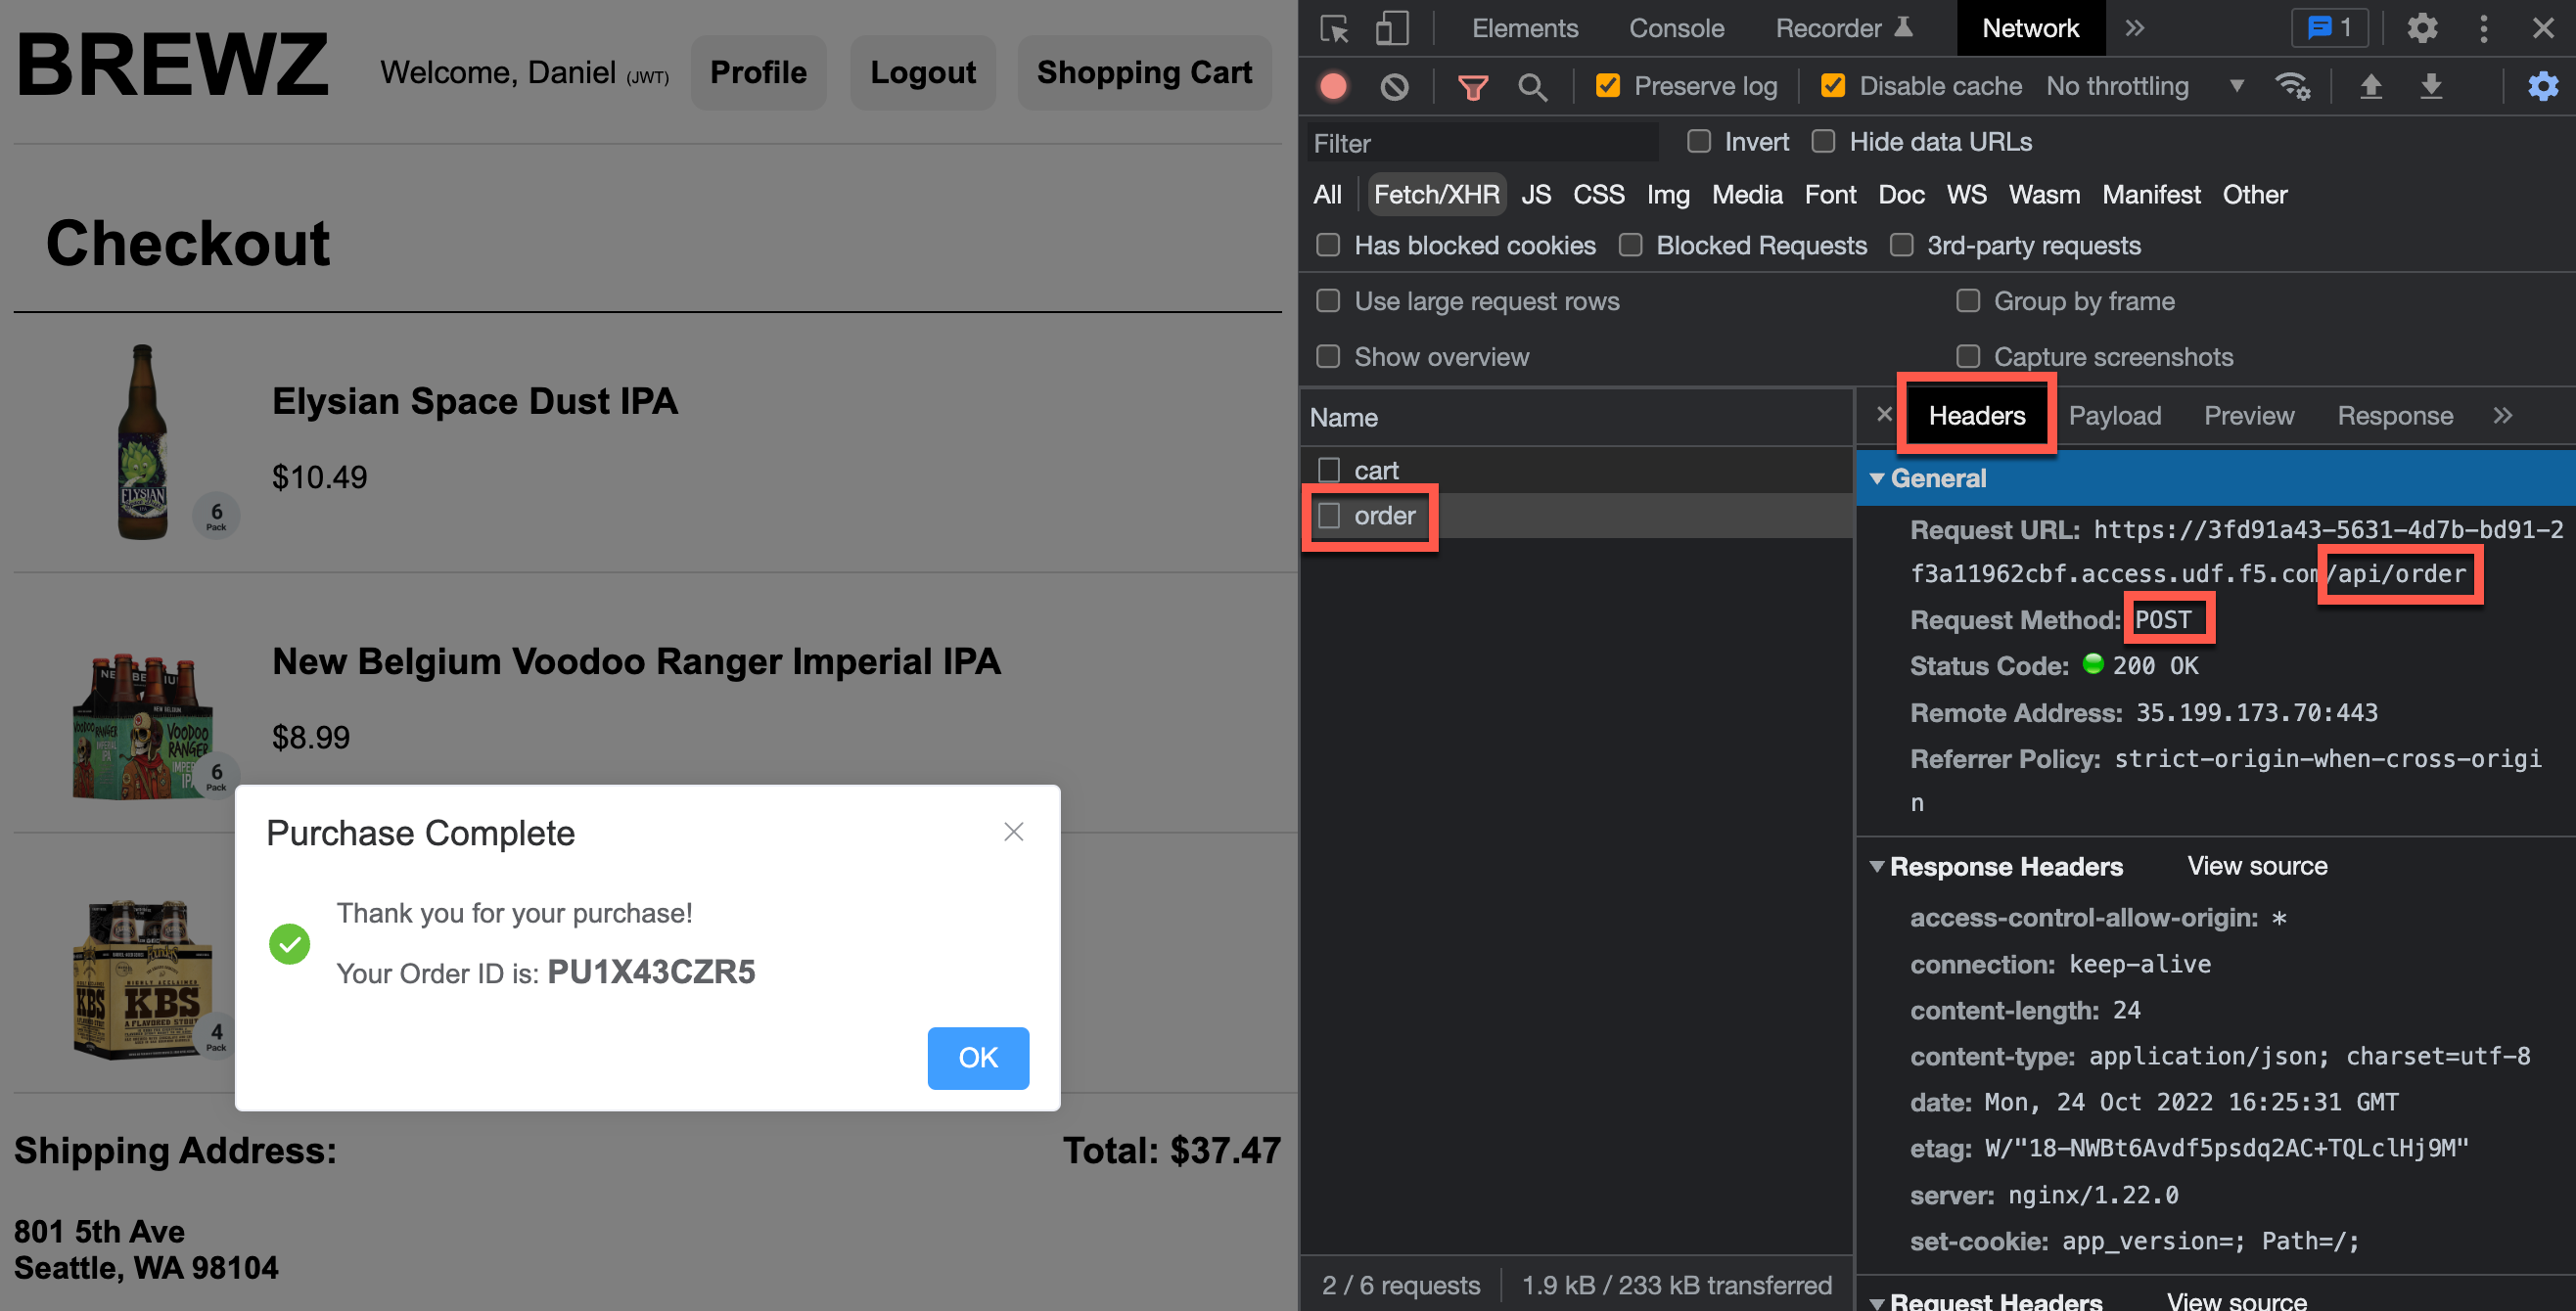 BREWZ
Welcome, Daniel (JWT)
Profile
Logout
Shopping Cart
Checkout
ELYSIAN
6
Pack
Elysian Space Dust IPA
$10.49
NEW BELGIUM
VOODOO
RANGER
6
Pack
New Belgium Voodoo Ranger Imperial IPA
$8.99
KBS
KBS
4
Pack
Purchase Complete
Thank you for your purchase!
Your Order ID is: PU1X43CZR5
OK
Shipping Address:
Total: $37.47
801 5th Ave
Seattle, WA 98104
Elements
Console
Recorder
Network
1
Preserve log
Disable cache
No throttling
Filter
Invert
Hide data URLs
All
Fetch/XHR
JS
CSS
Img
Media
Font
Doc
WS
Wasm
Manifest
Other
Has blocked cookies
Blocked Requests
3rd-party requests
Use large request rows
Group by frame
Show overview
Capture screenshots
Name
cart
order
2 / 6 requests
1.9 kB / 233 kB transferred
Headers
Payload
Preview
Response
General
Request URL: https://3fd91a43-5631-4d7b-bd91-2
f3a11962cbf.access.udf.f5.com/api/order
Request Method: POST
Status Code: 200 OK
Remote Address: 35.199.173.70:443
Referrer Policy: strict-origin-when-cross-origi
n
Response Headers
View source
access-control-allow-origin: *
connection: keep-alive
content-length: 24
content-type: application/json; charset=utf-8
date: Mon, 24 Oct 2022 16:25:31 GMT
etag: W/"18-NWBt6Avdf5psdq2AC+TQLclHj9M"
server: nginx/1.22.0
set-cookie: app_version=; Path=/;
Request Headers
View source